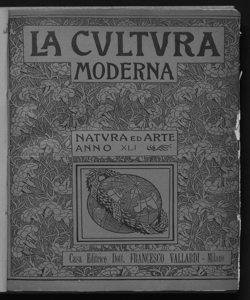 LA CVLTVRA
MODERNA
NATVRA ED ARTE
ANNO XLI
Casa Editrice Dott. FRANCESCO VALLARDI - Milano